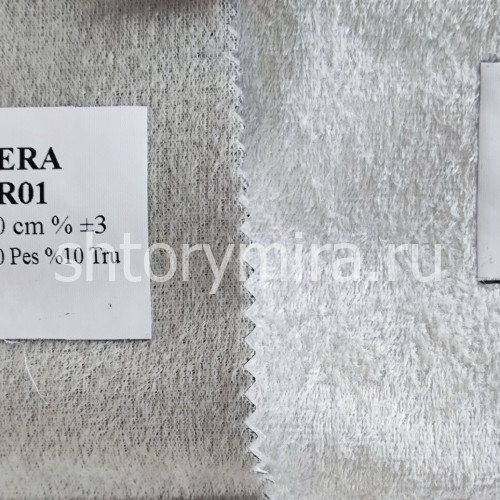 ERA
R01
0 cm % ±3
0 Pes %10 Tru
shtorymira.ru